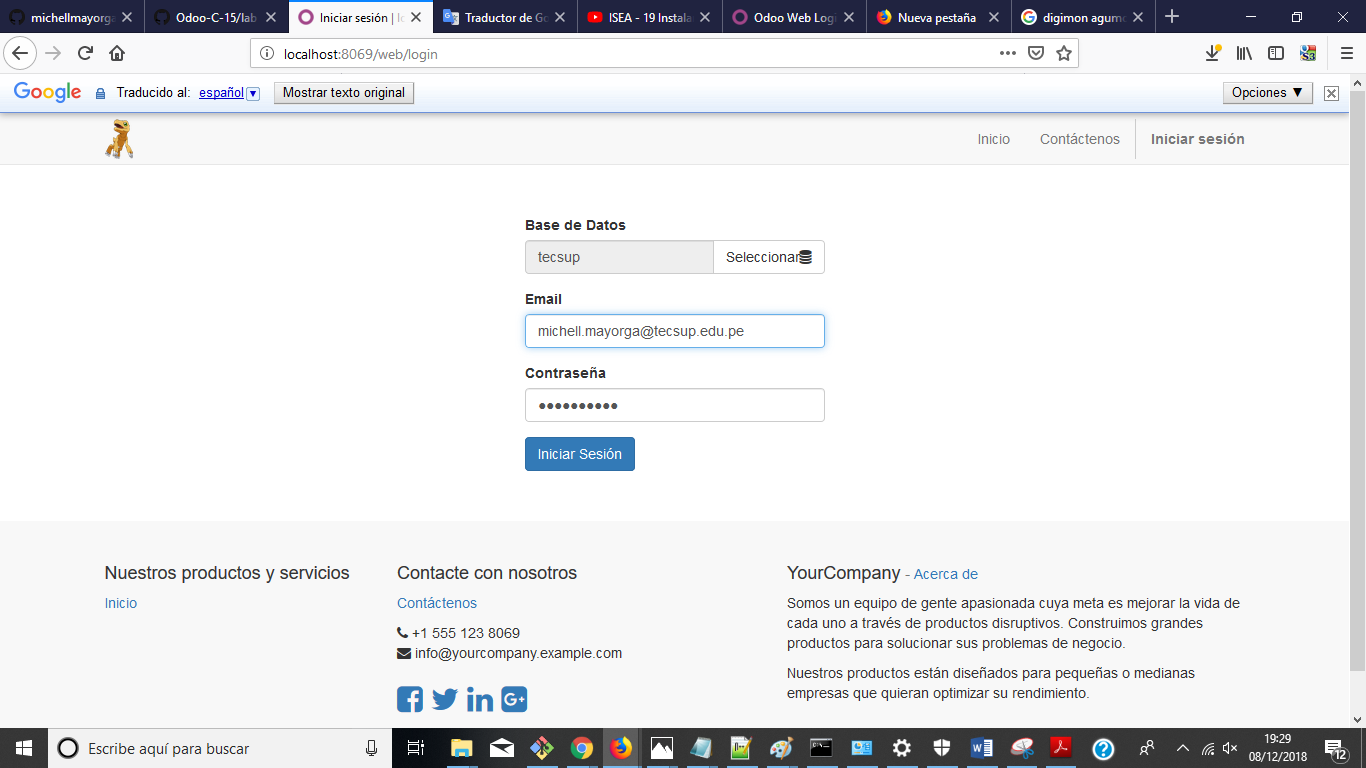 michellmayorga
Odoo-C-15/lab
Iniciar sesión | lo
Traductor de Go
ISEA - 19 Instala
Odoo Web Logi
Nueva pestaña
digimon agumo
localhost:8069/web/login
Google Traducido al: español Mostrar texto original Opciones ▼
Inicio Contáctenos Iniciar sesión
Base de Datos
tecsup Seleccionar
Email
michell.mayorga@tecsup.edu.pe
Contraseña
••••••••••
Iniciar Sesión
Nuestros productos y servicios
Inicio
Contacte con nosotros
Contáctenos
+1 555 123 8069
info@yourcompany.example.com
YourCompany - Acerca de
Somos un equipo de gente apasionada cuya meta es mejorar la vida de
cada uno a través de productos disruptivos. Construimos grandes
productos para solucionar sus problemas de negocio.
Nuestros productos están diseñados para pequeñas o medianas
empresas que quieran optimizar su rendimiento.
Escribe aquí para buscar
19:29
08/12/2018
12